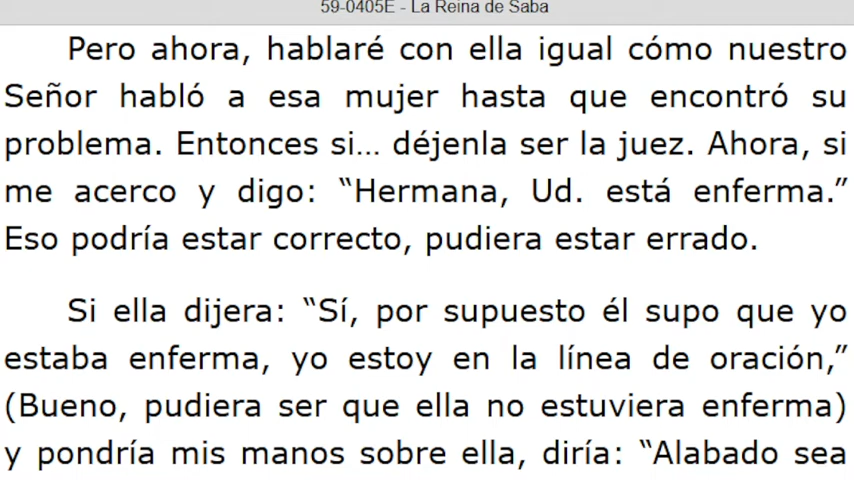 59-0405E - La Reina de Saba
Pero ahora, hablaré con ella igual cómo nuestro
Señor habló a esa mujer hasta que encontró su
problema. Entonces si… déjenla ser la juez. Ahora, si
me acerco y digo: “Hermana, Ud. está enferma.”
Eso podría estar correcto, pudiera estar errado.
Si ella dijera: “Sí, por supuesto él supo que yo
estaba enferma, yo estoy en la línea de oración,”
(Bueno, pudiera ser que ella no estuviera enferma)
y pondría mis manos sobre ella, diría: “Alabado sea